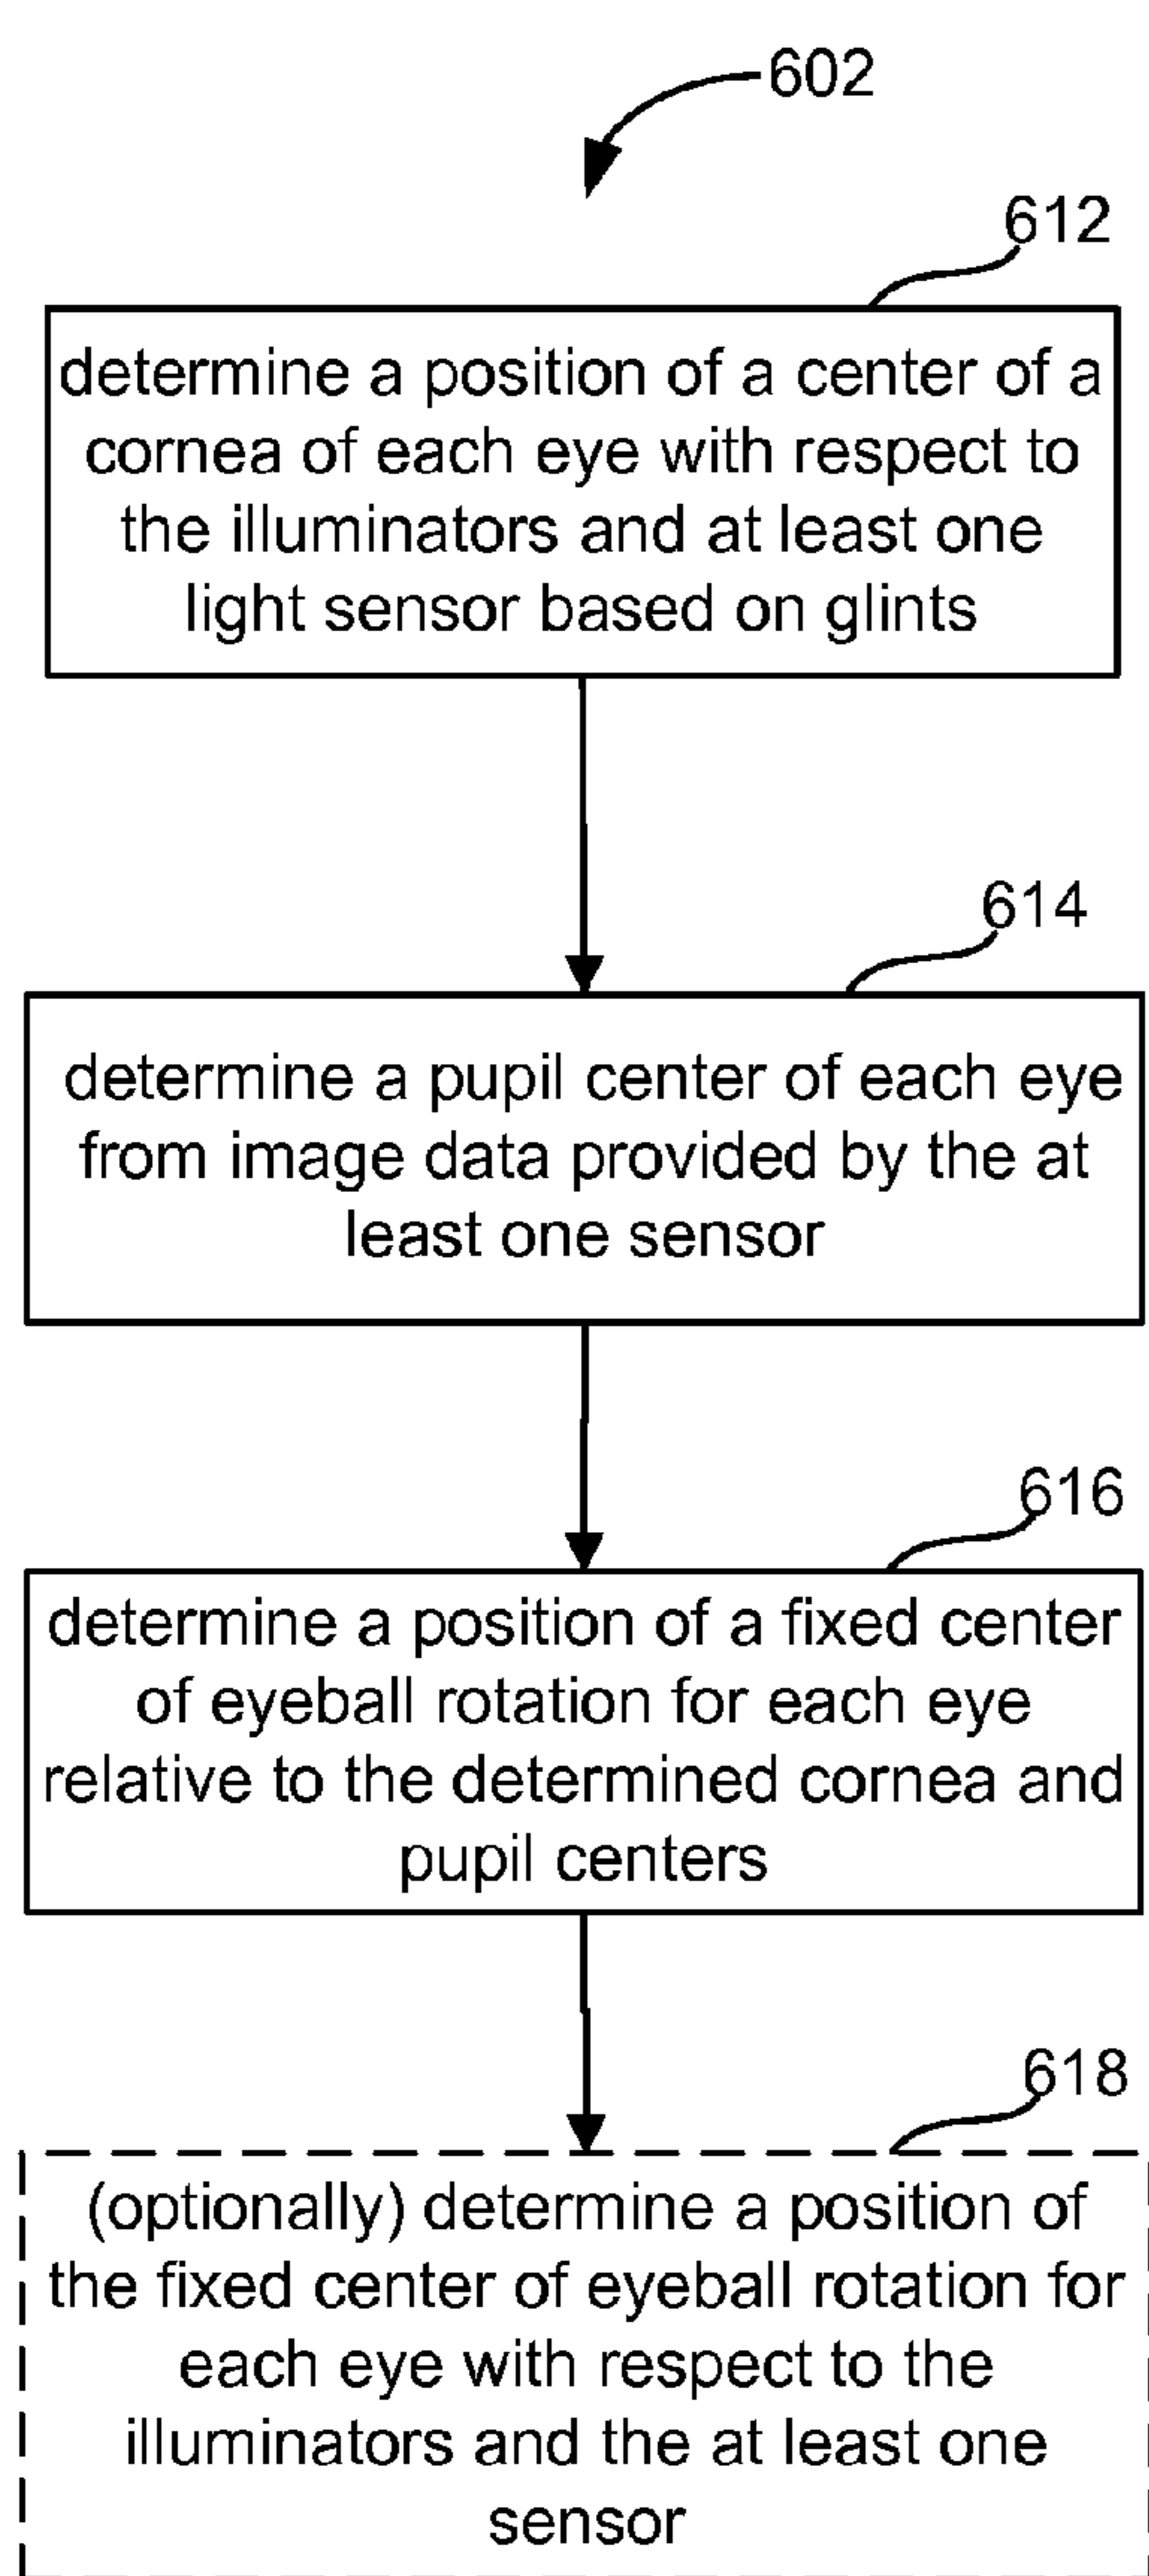 602
612
determine a position of a center of a
cornea of each eye with respect to
the illuminators and at least one
light sensor based on glints
614
determine a pupil center of each eye
from image data provided by the at
least one sensor
616
determine a position of a fixed center
of eyeball rotation for each eye
relative to the determined cornea and
pupil centers
618
(optionally) determine a position of
the fixed center of eyeball rotation for
each eye with respect to the
illuminators and the at least one
sensor